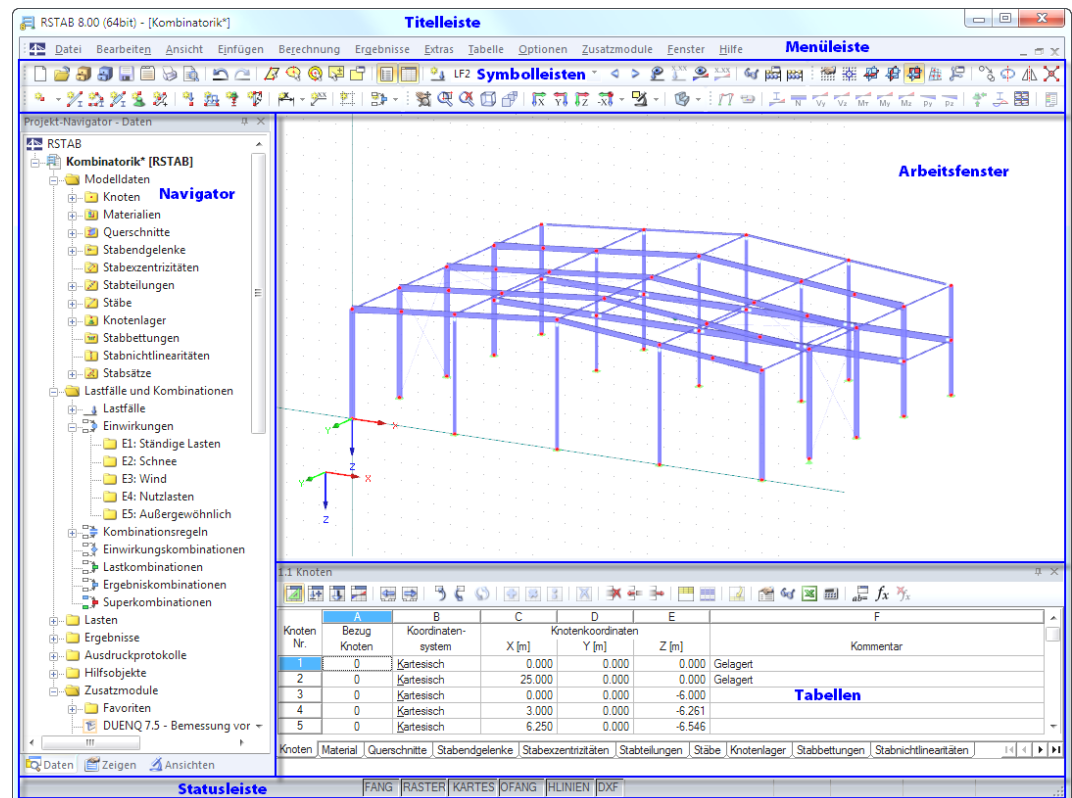 RSTAB 8.00 (64bit) - [Kombinatorik*]
Titelleiste
Datei Bearbeiten Ansicht Einfügen Berechnung Ergebnisse Extras Tabelle Optionen Zusatzmodule Fenster Hilfe
Menüleiste
LF2
Symbolleisten
N Vy Vz MT My Mz py pz
Projekt-Navigator - Daten
RSTAB
Kombinatorik* [RSTAB]
Modelldaten
Knoten
Navigator
Materialien
Querschnitte
Stabendgelenke
Stabexzentrizitäten
Stabteilungen
Stäbe
Knotenlager
Stabbettungen
Stabnichtlinearitäten
Stabsätze
Lastfälle und Kombinationen
Lastfälle
Einwirkungen
E1: Ständige Lasten
E2: Schnee
E3: Wind
E4: Nutzlasten
E5: Außergewöhnlich
Kombinationsregeln
Einwirkungskombinationen
Lastkombinationen
Ergebniskombinationen
Superkombinationen
Lasten
Ergebnisse
Ausdruckprotokolle
Hilfsobjekte
Zusatzmodule
Favoriten
DUENQ 7.5 - Bemessung vor
Daten Zeigen Ansichten
Arbeitsfenster
Y X
Z
Y X
Z
1.1 Knoten
A B C D E F
Knoten Bezug Koordinaten- Knotenkoordinaten
Nr. Knoten system X [m] Y [m] Z [m] Kommentar
1 0 Kartesisch 0.000 0.000 0.000 Gelagert
2 0 Kartesisch 25.000 0.000 0.000 Gelagert
3 0 Kartesisch 0.000 0.000 -6.000
Tabellen
4 0 Kartesisch 3.000 0.000 -6.261
5 0 Kartesisch 6.250 0.000 -6.546
Knoten Material Querschnitte Stabendgelenke Stabexzentrizitäten Stabteilungen Stäbe Knotenlager Stabbettungen Stabnichtlinearitäten
Statusleiste
FANG RASTER KARTES OFANG HLINIEN DXF